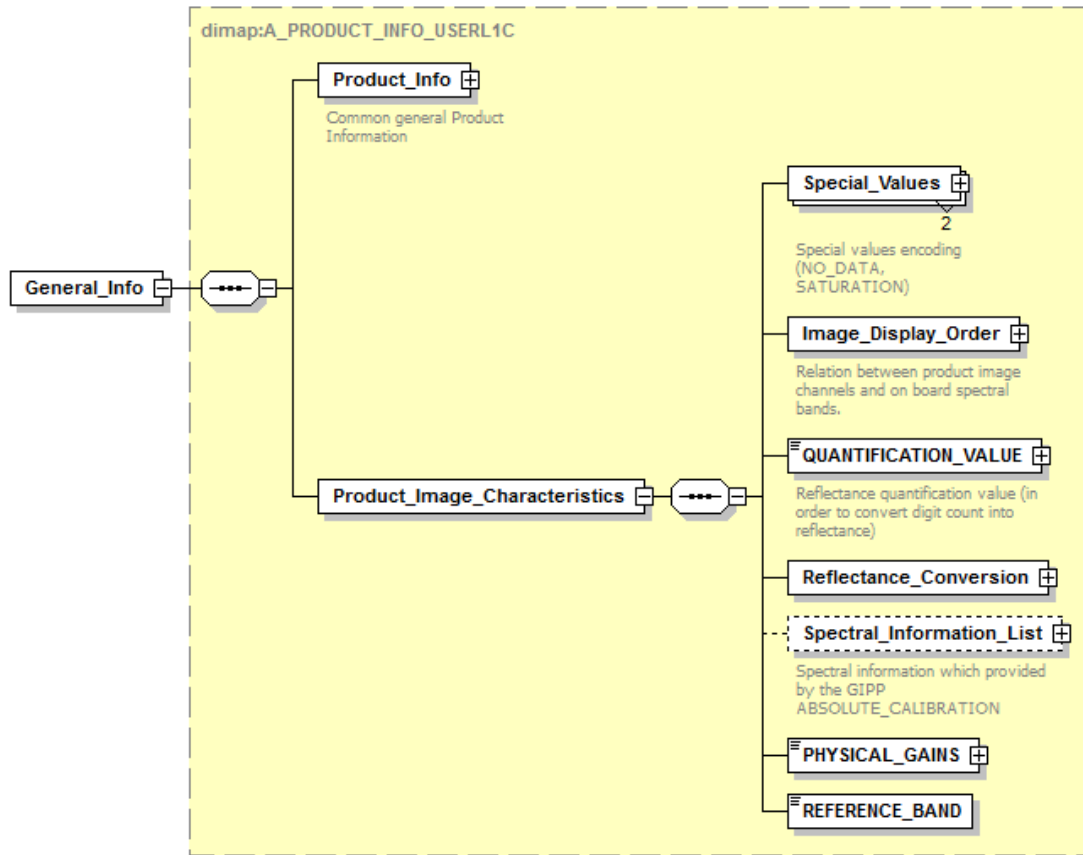 dimap:A_PRODUCT_INFO_USERL1C
Product_Info
Common general Product
Information
Special_Values
2
Special values encoding
(NO_DATA,
SATURATION)
General_Info
Image_Display_Order
Relation between product image
channels and on board spectral
bands.
QUANTIFICATION_VALUE
Reflectance quantification value (in
order to convert digit count into
reflectance)
Product_Image_Characteristics
Reflectance_Conversion
Spectral_Information_List
Spectral information which provided
by the GIPP
ABSOLUTE_CALIBRATION
PHYSICAL_GAINS
REFERENCE_BAND